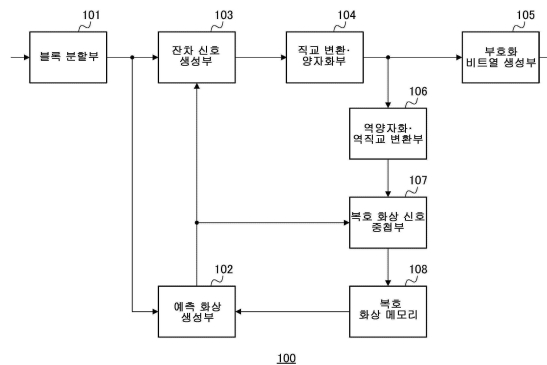 101
블록 분할부
103
잔차 신호
생성부
104
직교 변환·
양자화부
105
부호화
비트열 생성부
106
역양자화·
역직교 변환부
107
복호 화상 신호
중첩부
102
예측 화상
생성부
108
복호
화상 메모리
100